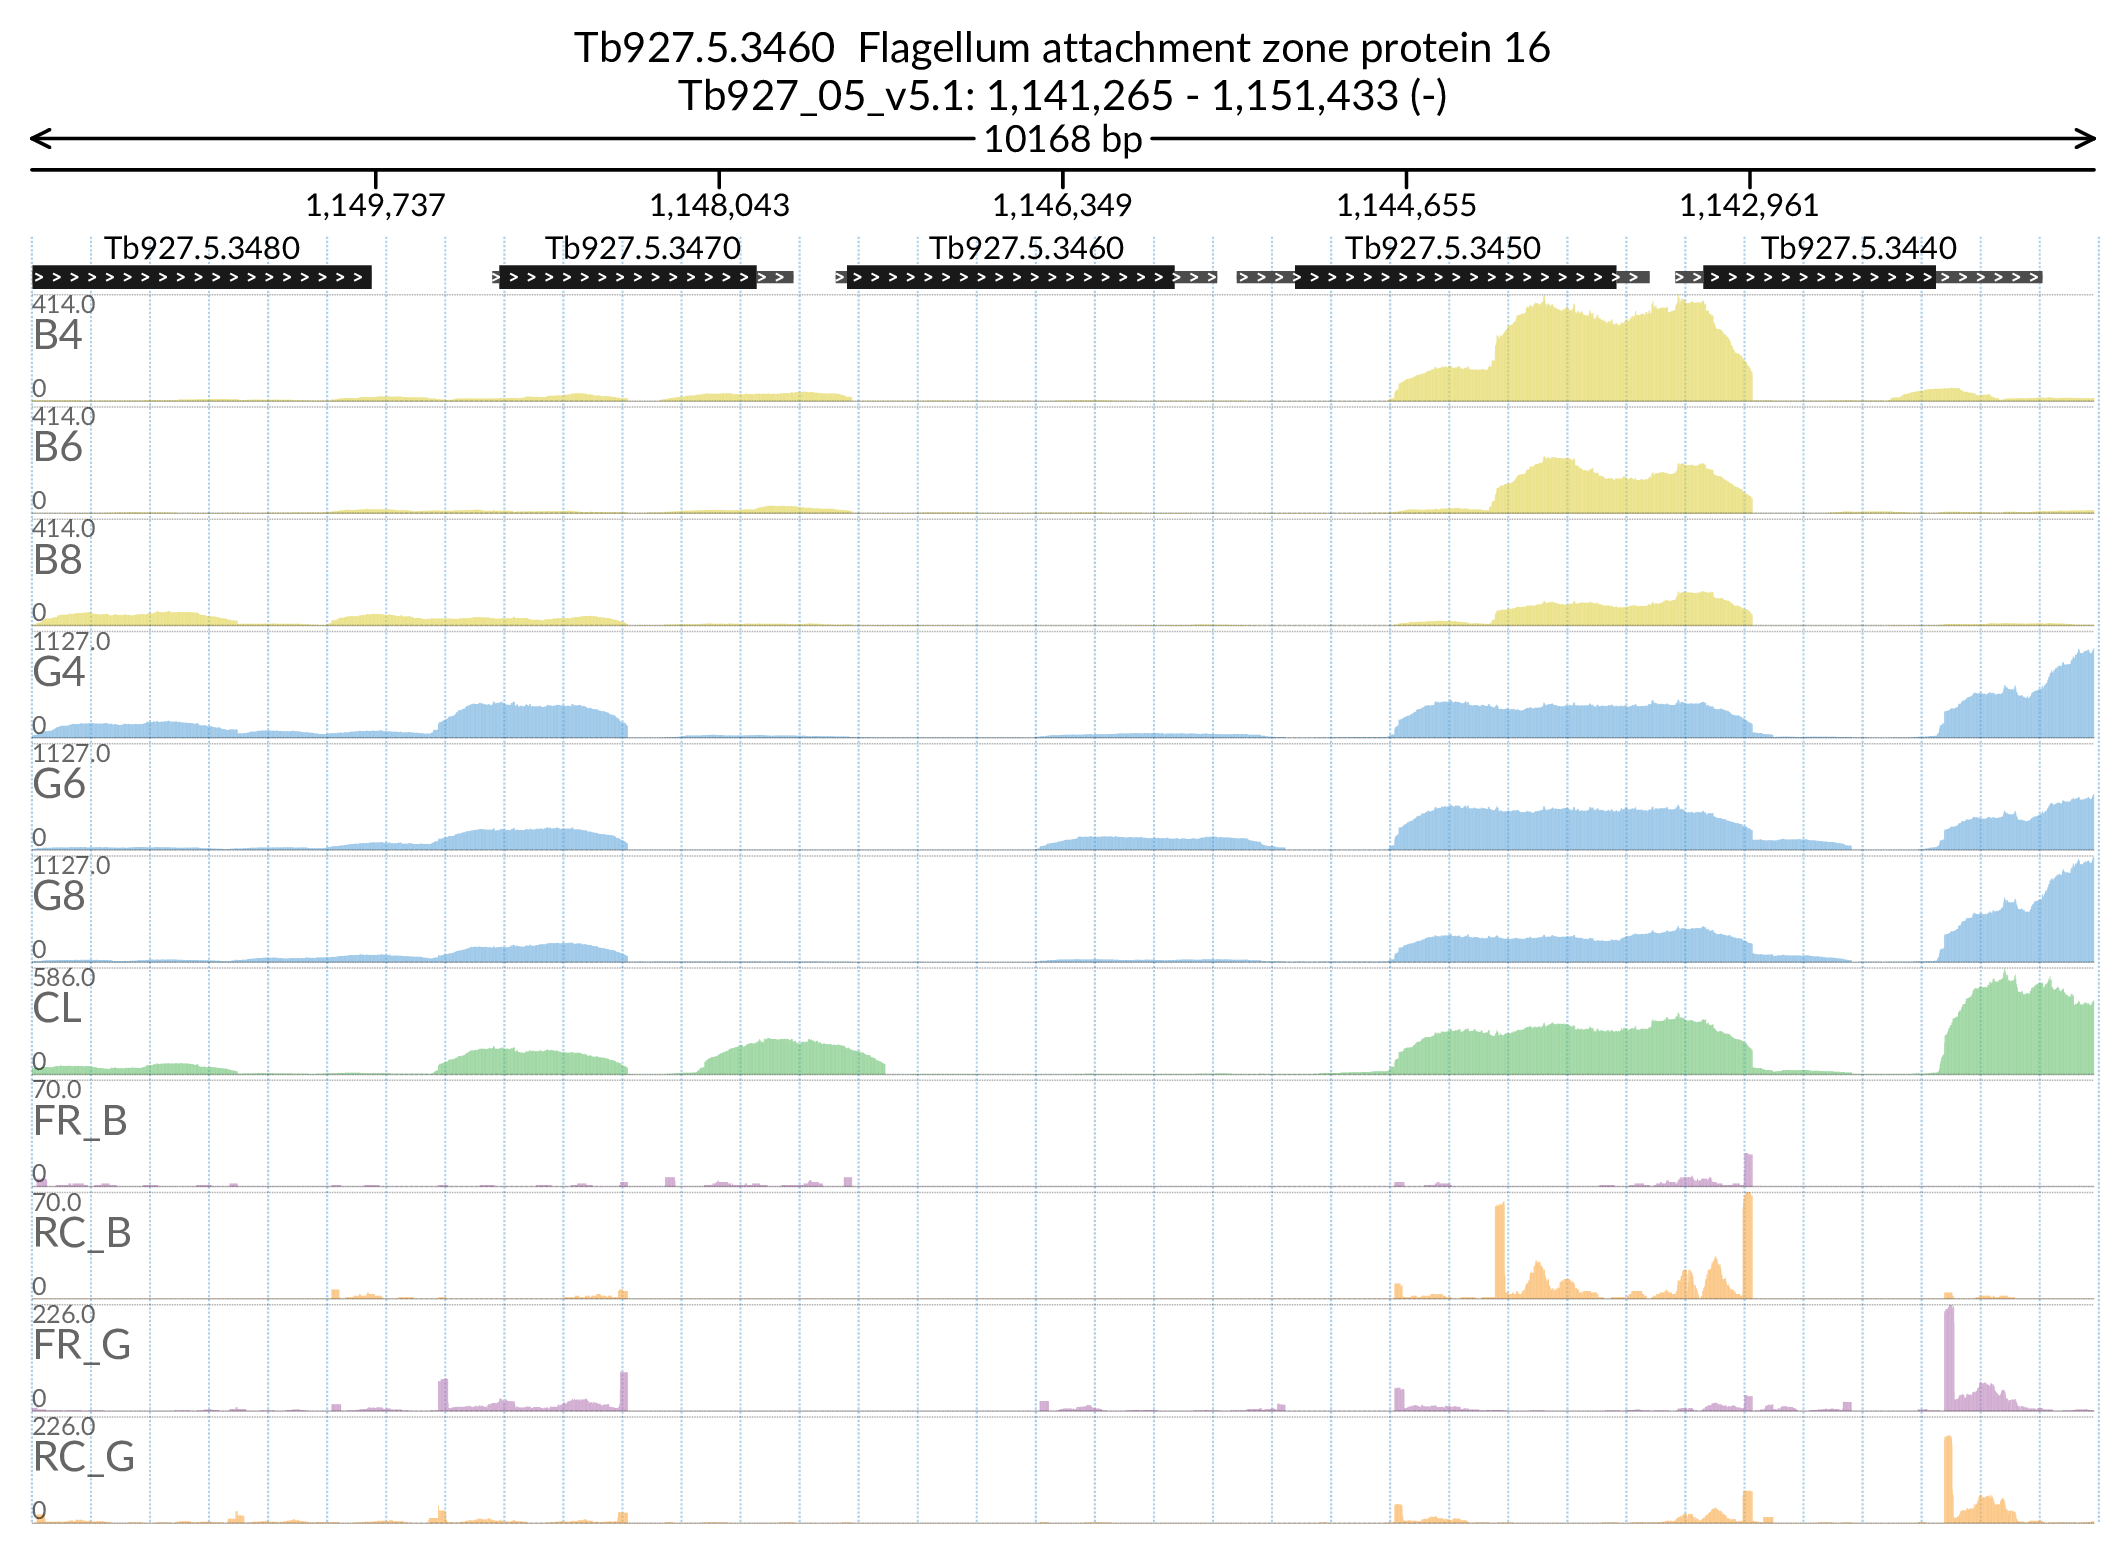 Tb927.5.3460 Flagellum attachment zone protein 16
Tb927_05_v5.1: 1,141,265 - 1,151,433 (-)
10168 bp
1,149,737 1,148,043 1,146,349 1,144,655 1,142,961
Tb927.5.3480 Tb927.5.3470 Tb927.5.3460 Tb927.5.3450 Tb927.5.3440
414.0
B4
0
414.0
B6
0
414.0
B8
0
1127.0
G4
0
1127.0
G6
0
1127.0
G8
0
586.0
CL
0
70.0
FR_B
0
70.0
RC_B
0
226.0
FR_G
0
226.0
RC_G
0